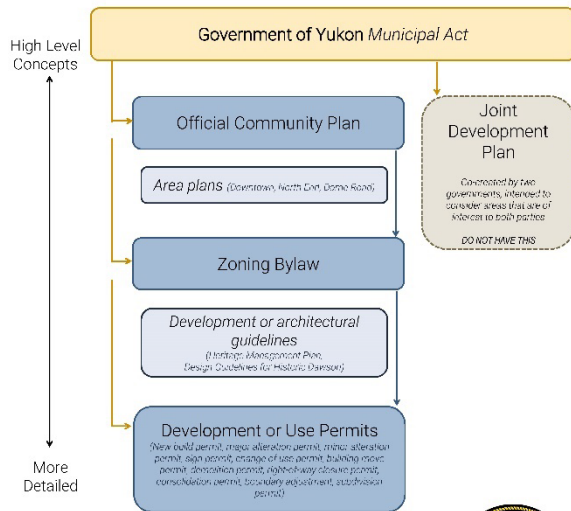 High Level
Concepts
Government of Yukon Municipal Act
Official Community Plan
Area plans (Downtown, North End, Dome Road)
Joint
Development
Plan
Co-created by two
governments, intended to
consider areas that are of
interest to both parties
DO NOT HAVE THIS
Zoning Bylaw
Development or architectural
guidelines
(Heritage Management Plan,
Design Guidelines for Historic Dawson)
Development or Use Permits
(New build permit, major alteration permit, minor alteration
permit, sign permit, change of use permit, building move
permit, demolition permit, right-of-way closure permit,
consolidation permit, boundary adjustment, subdivision
permit)
More
Detailed